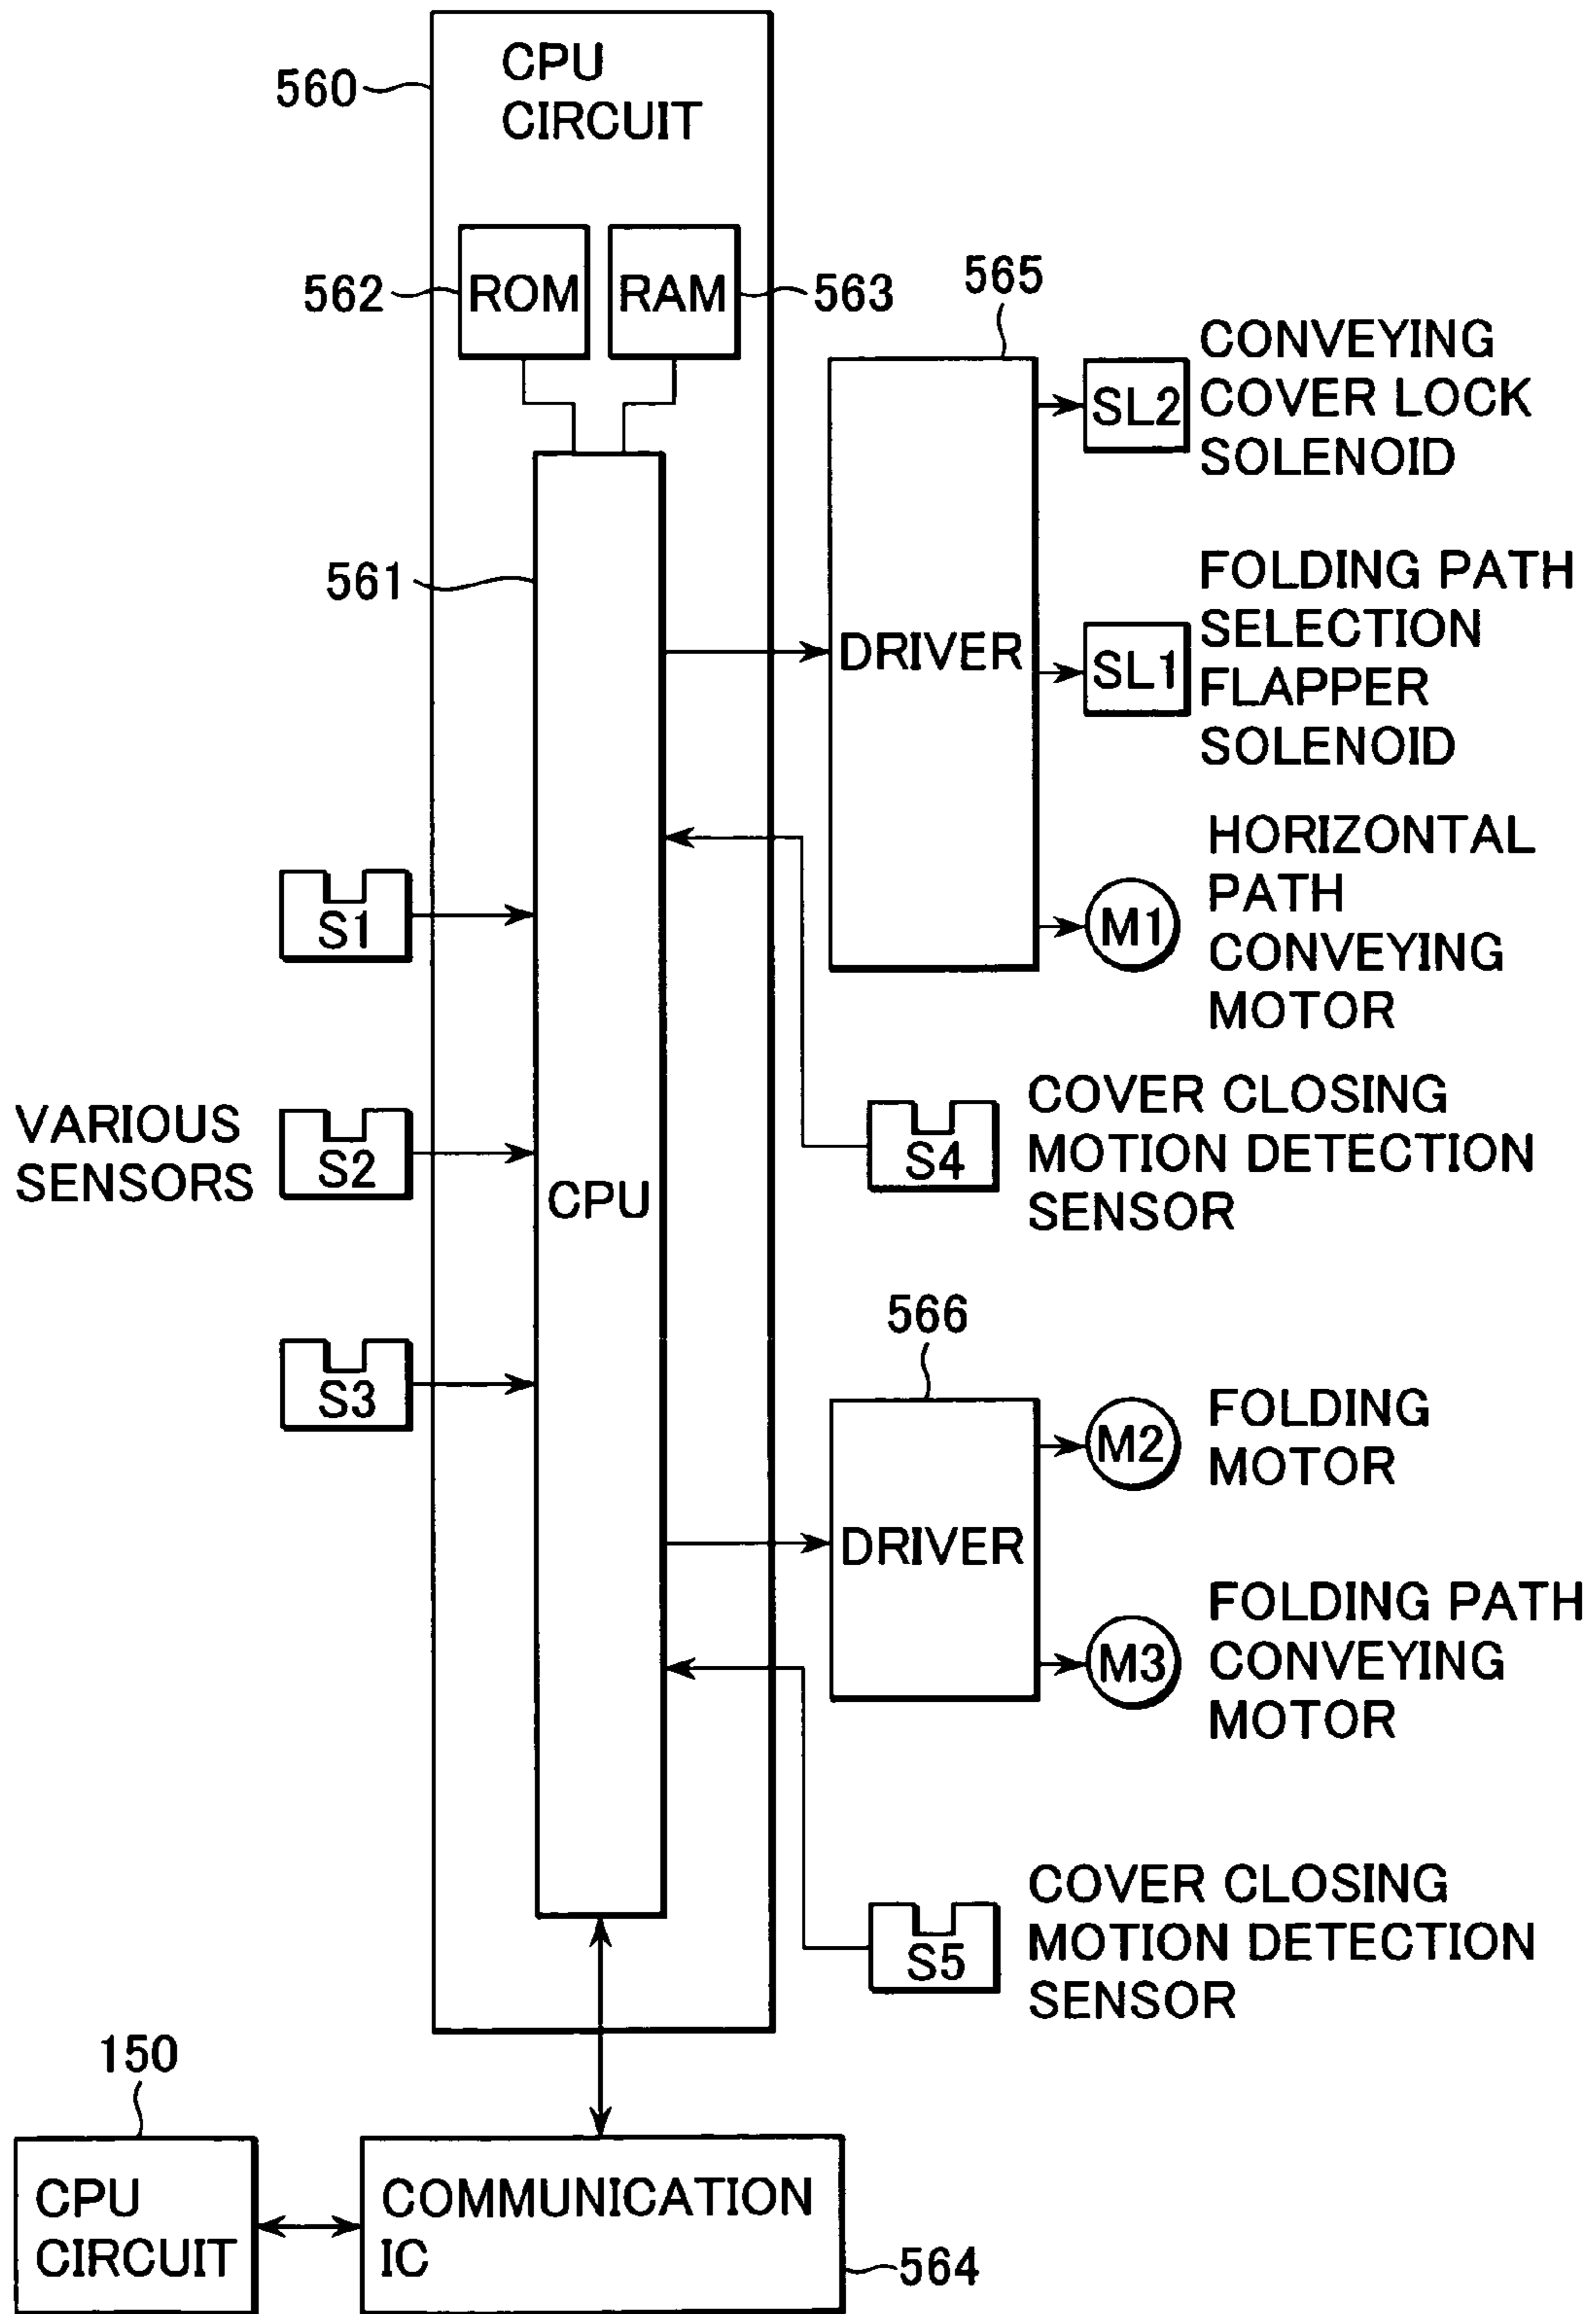 CPU
CIRCUIT
560
ROM
RAM
562
563
565
SL2
CONVEYING
COVER LOCK
SOLENOID
561
DRIVER
SL1
FOLDING PATH
SELECTION
FLAPPER
SOLENOID
S1
M1
HORIZONTAL
PATH
CONVEYING
MOTOR
VARIOUS
SENSORS
S2
CPU
S4
COVER CLOSING
MOTION DETECTION
SENSOR
S3
566
M2
FOLDING
MOTOR
DRIVER
M3
FOLDING PATH
CONVEYING
MOTOR
S5
COVER CLOSING
MOTION DETECTION
SENSOR
150
CPU
CIRCUIT
COMMUNICATION
IC
564